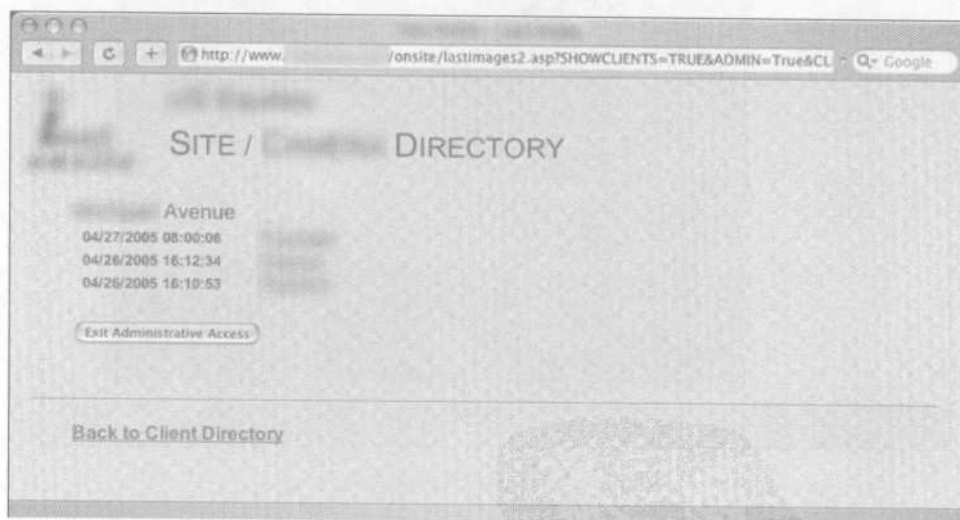 http://www. /onsite/lastimages2.asp?SHOWCLIENTS=TRUE&ADMIN=True&CL
Google
SITE / DIRECTORY
Avenue
04/27/2005 08:00:06
04/26/2005 16:12:34
04/26/2005 16:10:53
Exit Administrative Access
Back to Client Directory